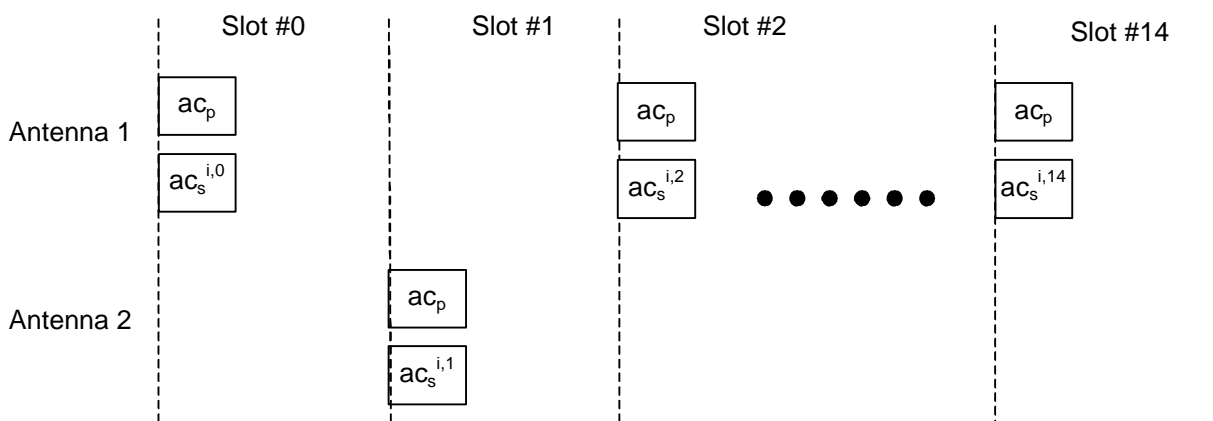 Slot #0 Slot #1 Slot #2 Slot #14
Antenna 1
ac_p ac_p ac_p
ac_s^i,0 ac_s^i,2 ac_s^i,14
Antenna 2
ac_p
ac_s^i,1